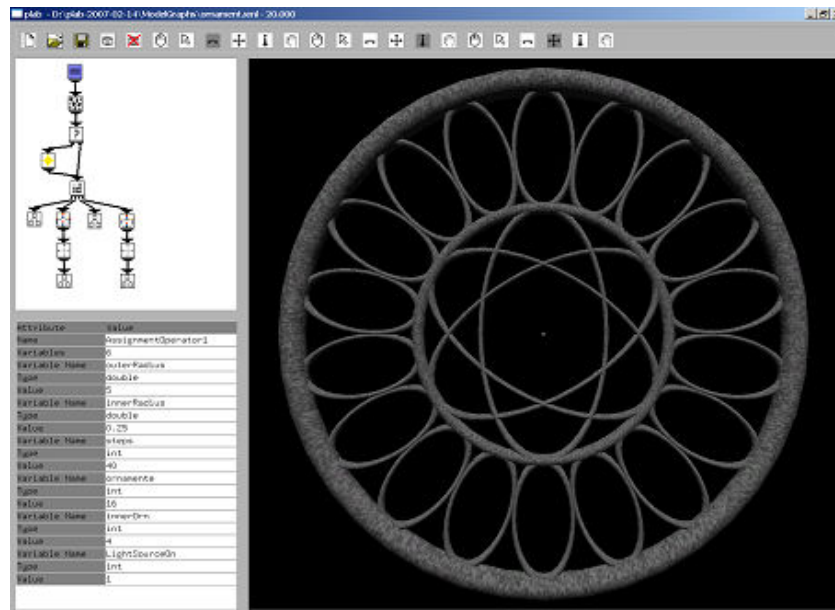 plab - D:\plab-2007-02-14\ModelGraphs\ornament.xml - 20.000
?
Attribute Value
Name AssignmentOperator1
Variables 6
Variable Name outerRadius
Type double
Value 5
Variable Name innerRadius
Type double
Value 0.25
Variable Name steps
Type int
Value 40
Variable Name ornamente
Type int
Value 16
Variable Name innerOrn
Type int
Value 4
Variable Name LightSourceOn
Type int
Value 1